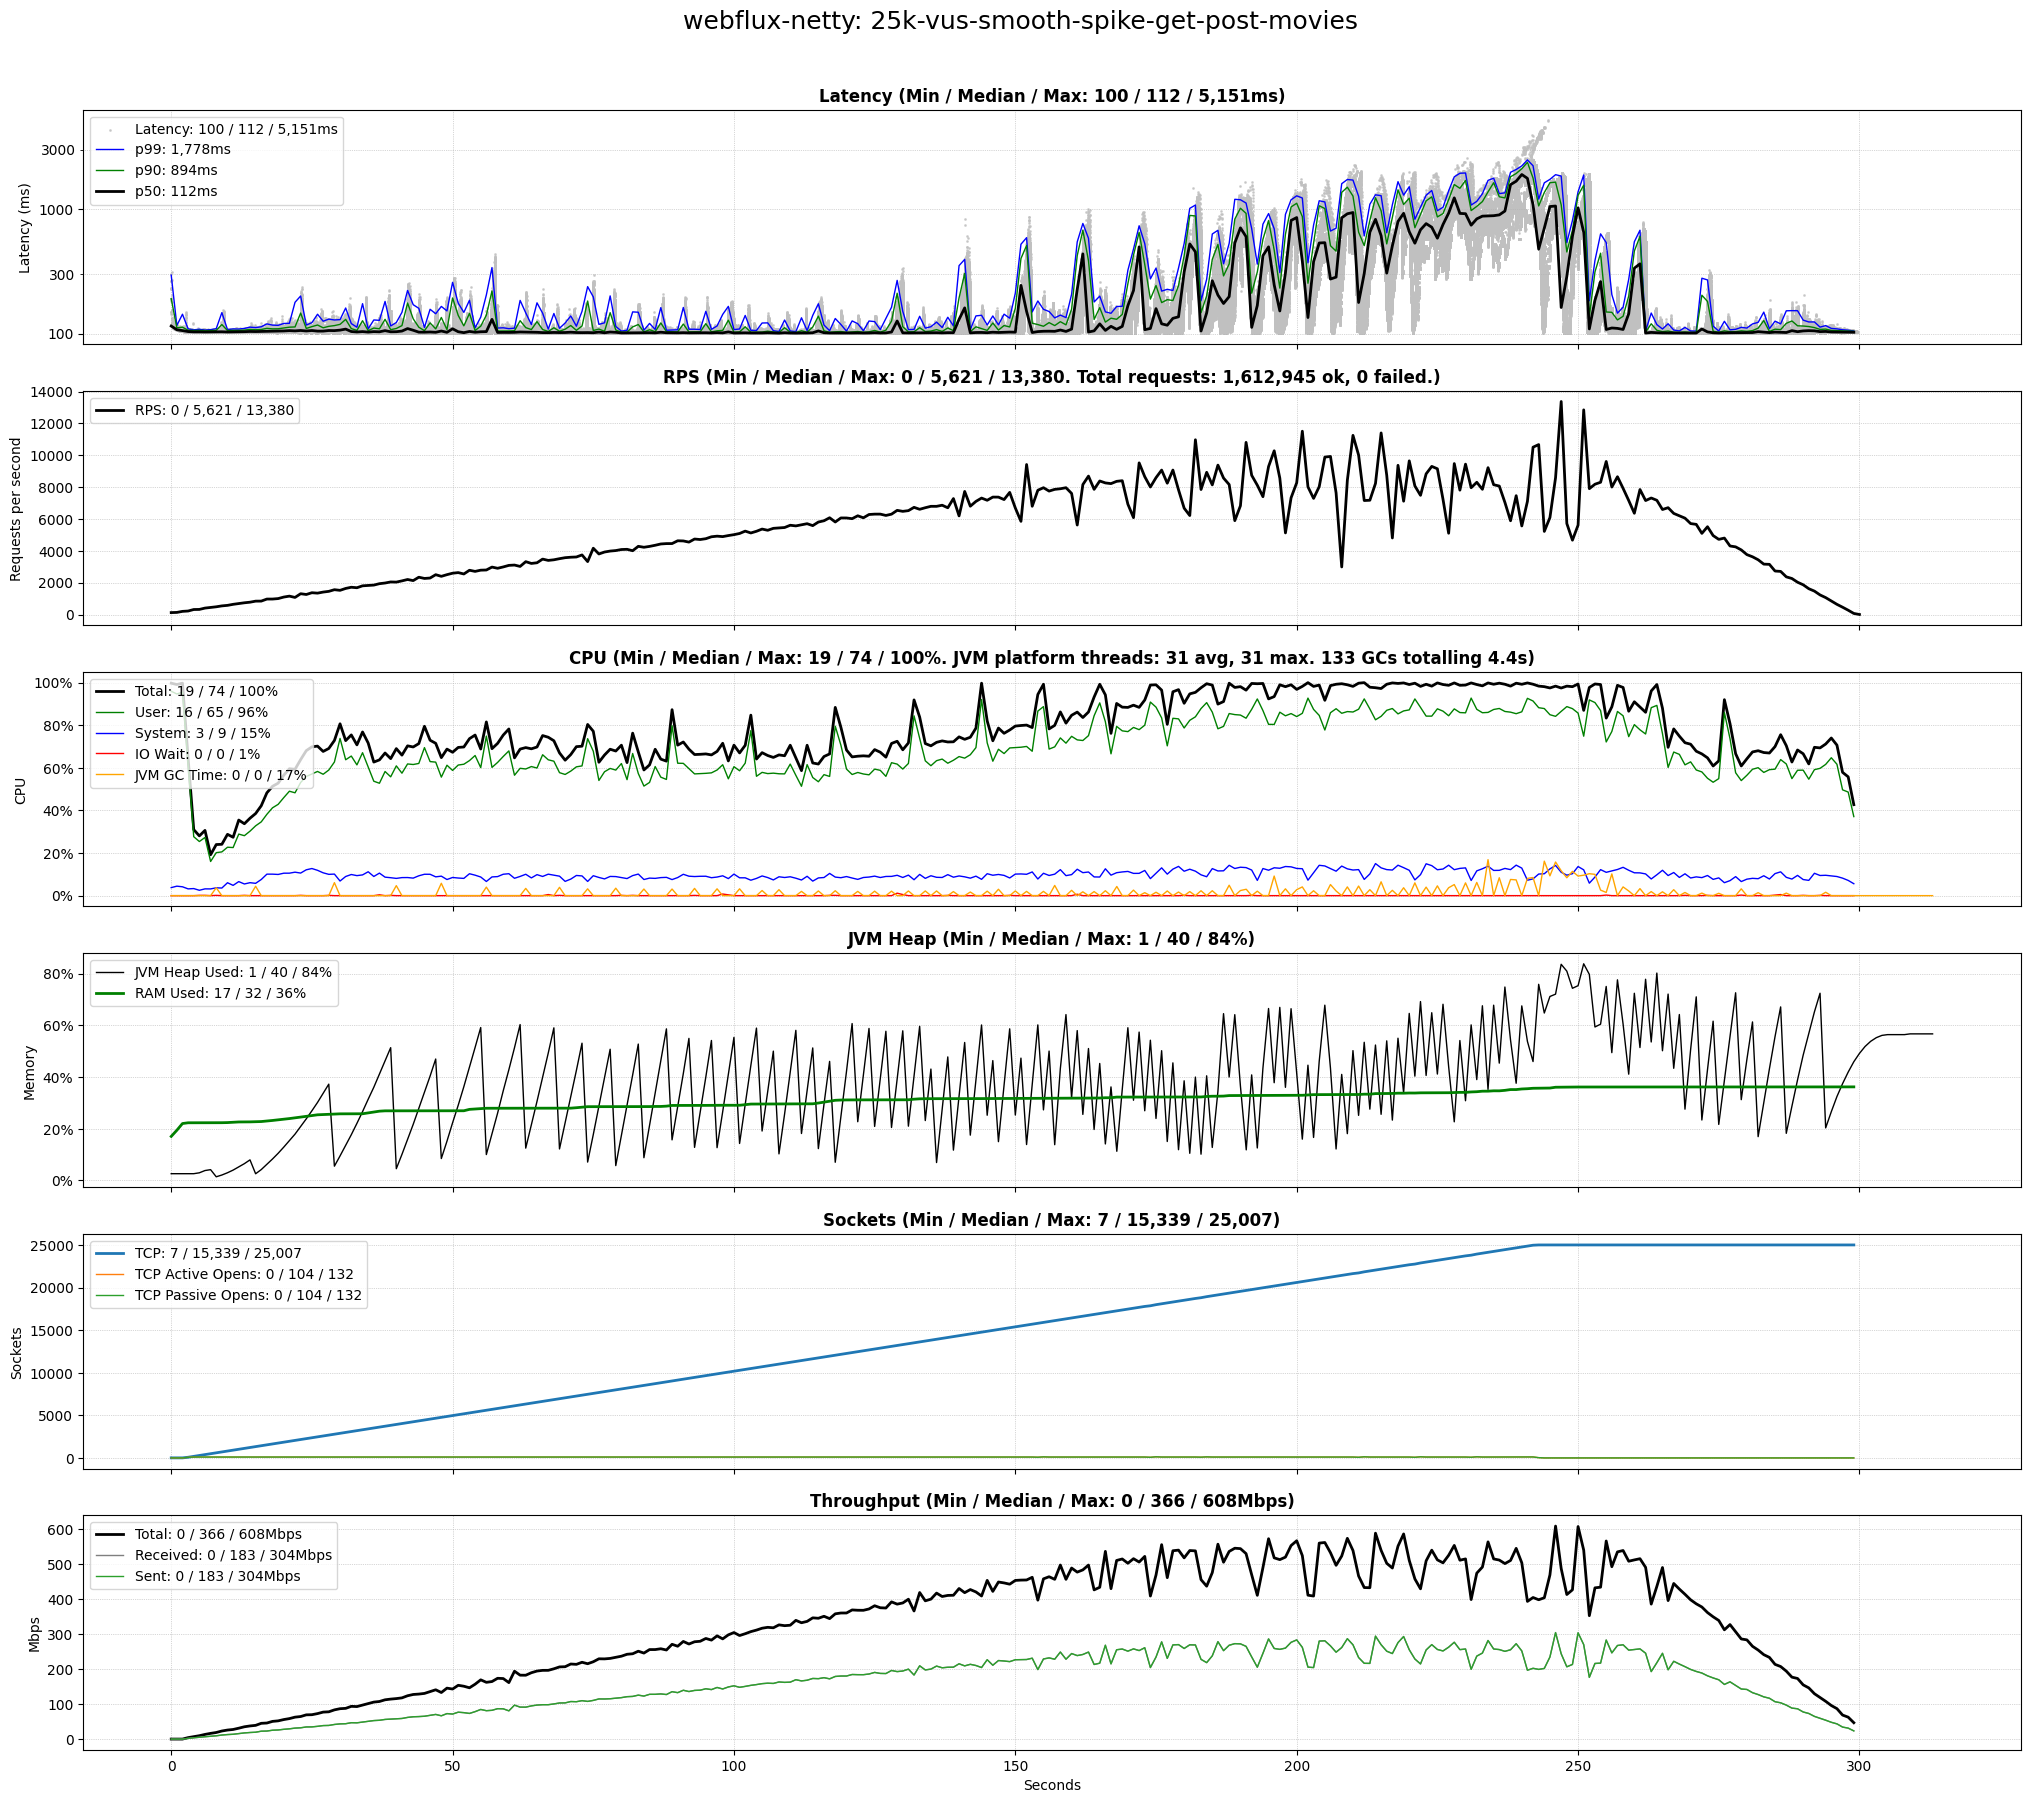 webflux-netty: 25k-vus-smooth-spike-get-post-movies
Latency (Min / Median / Max: 100 / 112 / 5,151ms)
Latency: 100 / 112 / 5,151ms
p99: 1,778ms
p90: 894ms
p50: 112ms
Latency (ms)
3000
1000
300
100
RPS (Min / Median / Max: 0 / 5,621 / 13,380. Total requests: 1,612,945 ok, 0 failed.)
RPS: 0 / 5,621 / 13,380
Requests per second
14000
12000
10000
8000
6000
4000
2000
0
CPU (Min / Median / Max: 19 / 74 / 100%. JVM platform threads: 31 avg, 31 max. 133 GCs totalling 4.4s)
Total: 19 / 74 / 100%
User: 16 / 65 / 96%
System: 3 / 9 / 15%
IO Wait: 0 / 0 / 1%
JVM GC Time: 0 / 0 / 17%
CPU
100%
80%
60%
40%
20%
0%
JVM Heap (Min / Median / Max: 1 / 40 / 84%)
JVM Heap Used: 1 / 40 / 84%
RAM Used: 17 / 32 / 36%
Memory
80%
60%
40%
20%
0%
Sockets (Min / Median / Max: 7 / 15,339 / 25,007)
TCP: 7 / 15,339 / 25,007
TCP Active Opens: 0 / 104 / 132
TCP Passive Opens: 0 / 104 / 132
Sockets
25000
20000
15000
10000
5000
0
Throughput (Min / Median / Max: 0 / 366 / 608Mbps)
Total: 0 / 366 / 608Mbps
Received: 0 / 183 / 304Mbps
Sent: 0 / 183 / 304Mbps
Mbps
600
500
400
300
200
100
0
0 50 100 150 200 250 300
Seconds